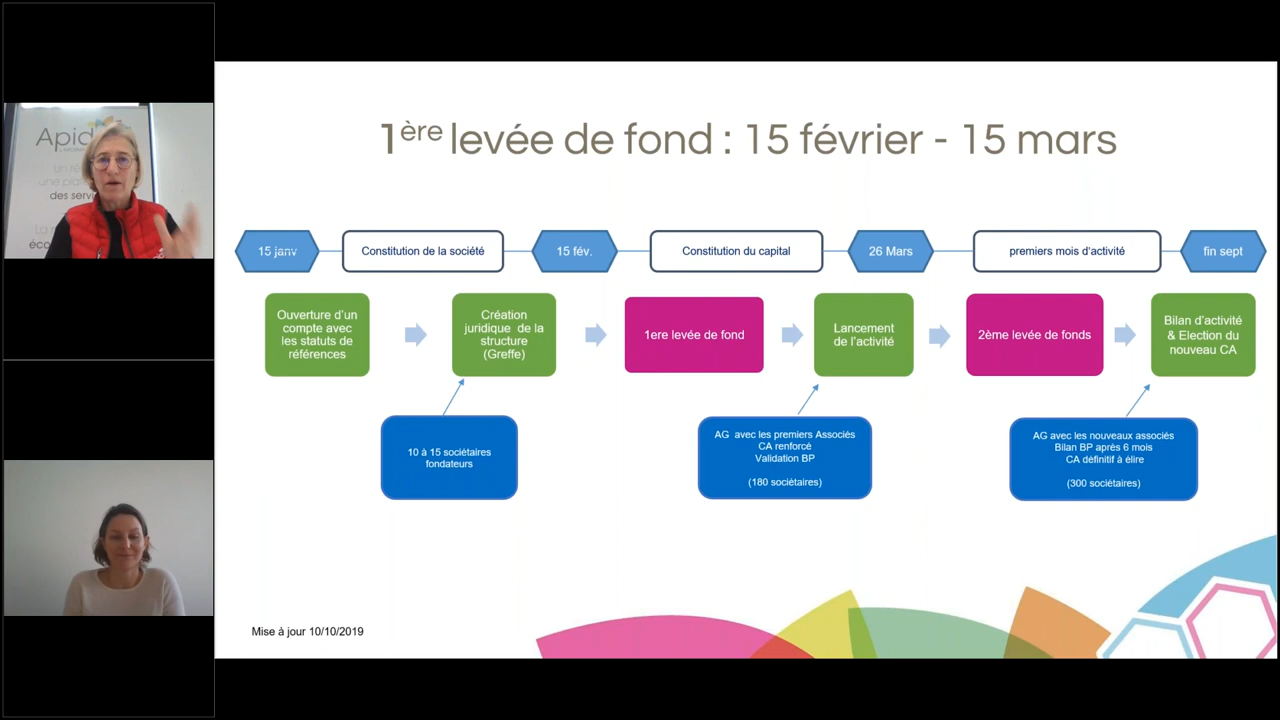 1ère levée de fond : 15 février - 15 mars
15 janv
Constitution de la société
15 fév.
Constitution du capital
26 Mars
premiers mois d'activité
fin sept
Ouverture d'un
compte avec
les statuts de
références
Création
juridique de la
structure
(Greffe)
1ere levée de fond
Lancement
de l'activité
2ème levée de fonds
Bilan d'activité
& Election du
nouveau CA
10 à 15 sociétaires
fondateurs
AG avec les premiers Associés
CA renforcé
Validation BP
(180 sociétaires)
AG avec les nouveaux associés
Bilan BP après 6 mois
CA définitif à élire
(300 sociétaires)
Mise à jour 10/10/2019
Apid
des serv